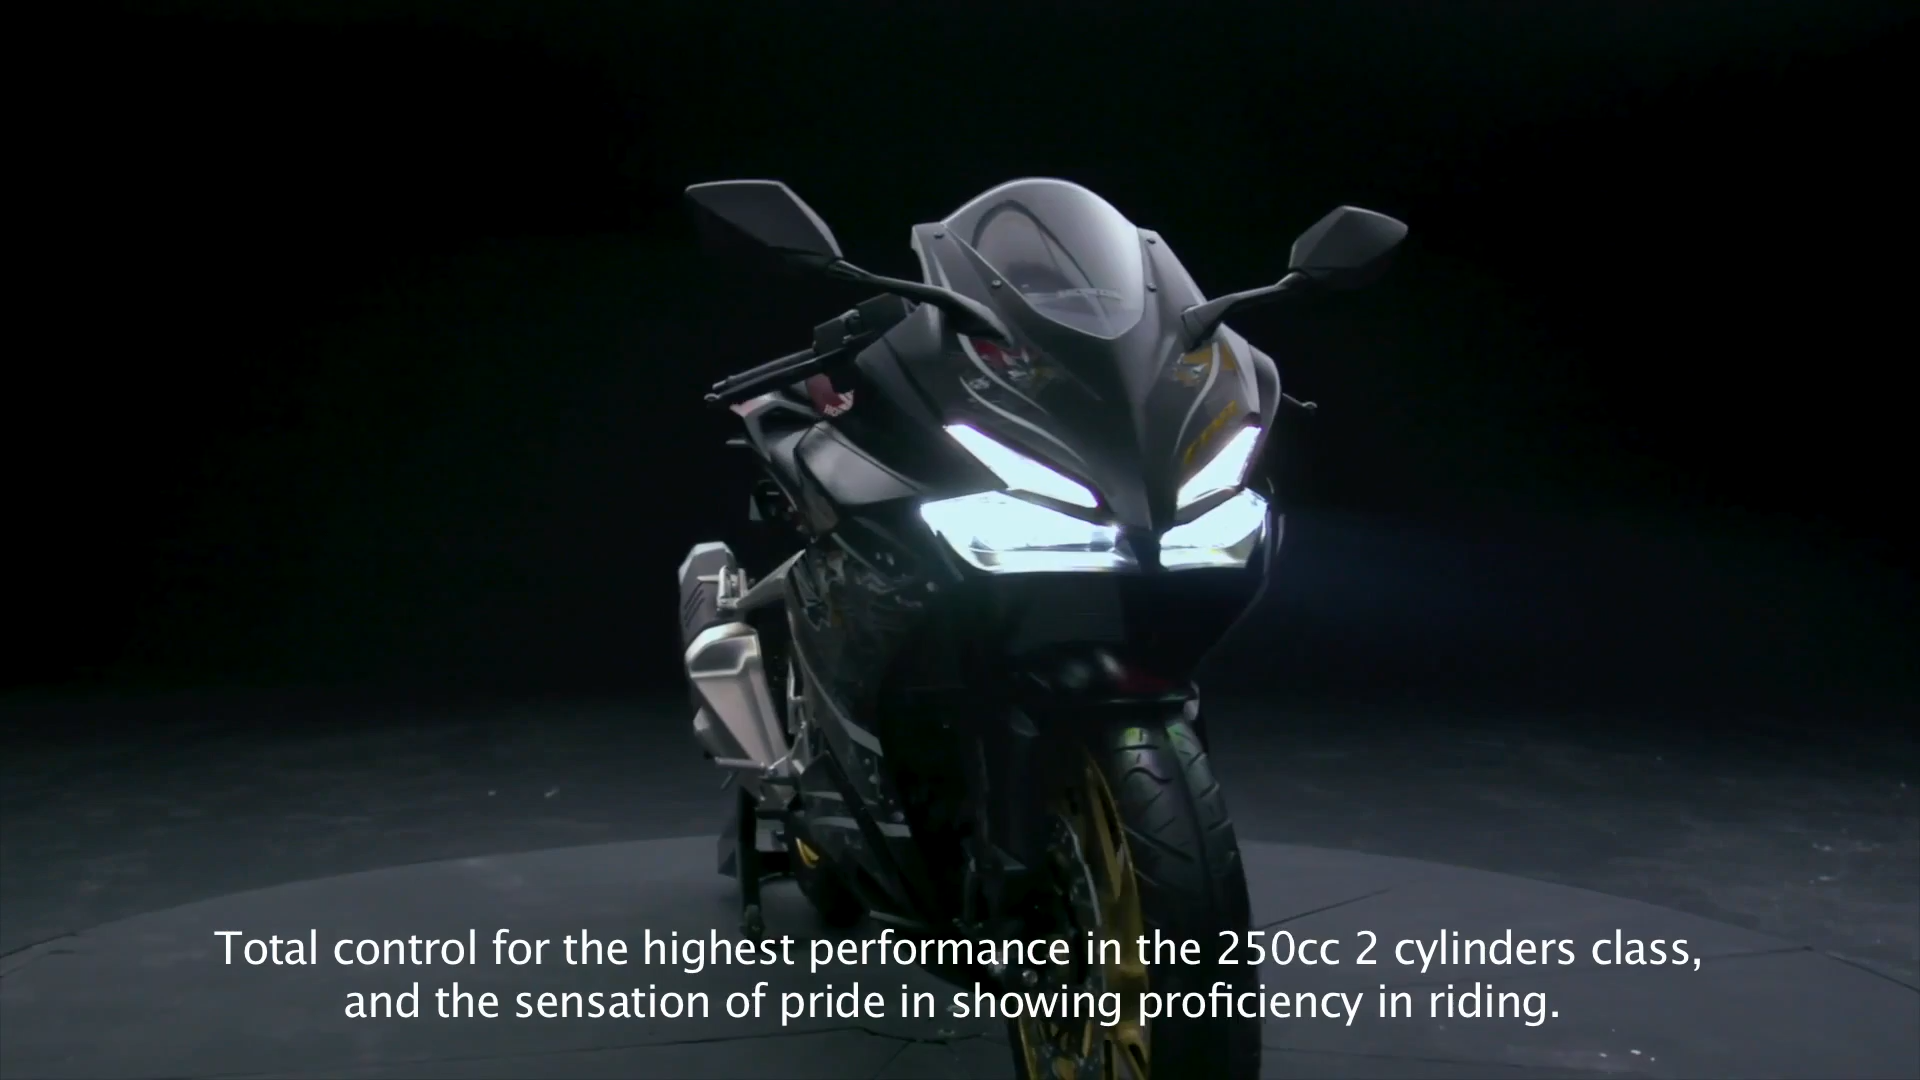 Total control for the highest performance in the 250cc 2 cylinders class,
and the sensation of pride in showing proficiency in riding.